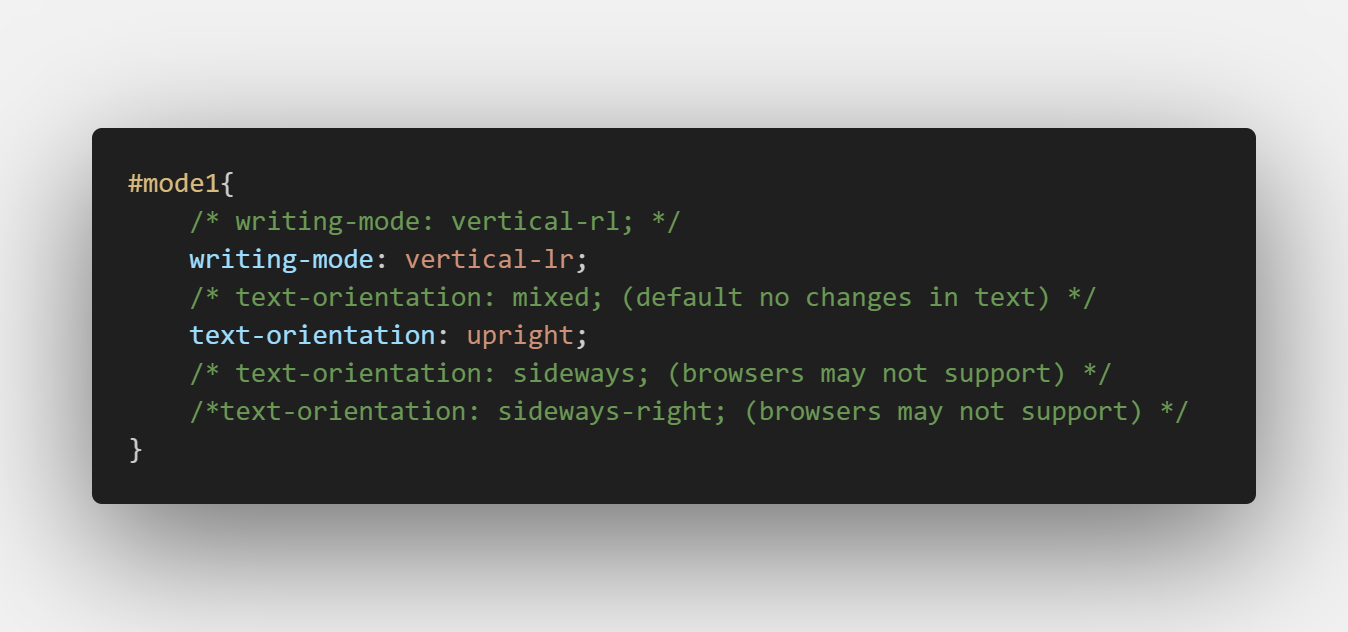 #mode1{
    /* writing-mode: vertical-rl; */
    writing-mode: vertical-lr;
    /* text-orientation: mixed; (default no changes in text) */
    text-orientation: upright;
    /* text-orientation: sideways; (browsers may not support) */
    /*text-orientation: sideways-right; (browsers may not support) */
}